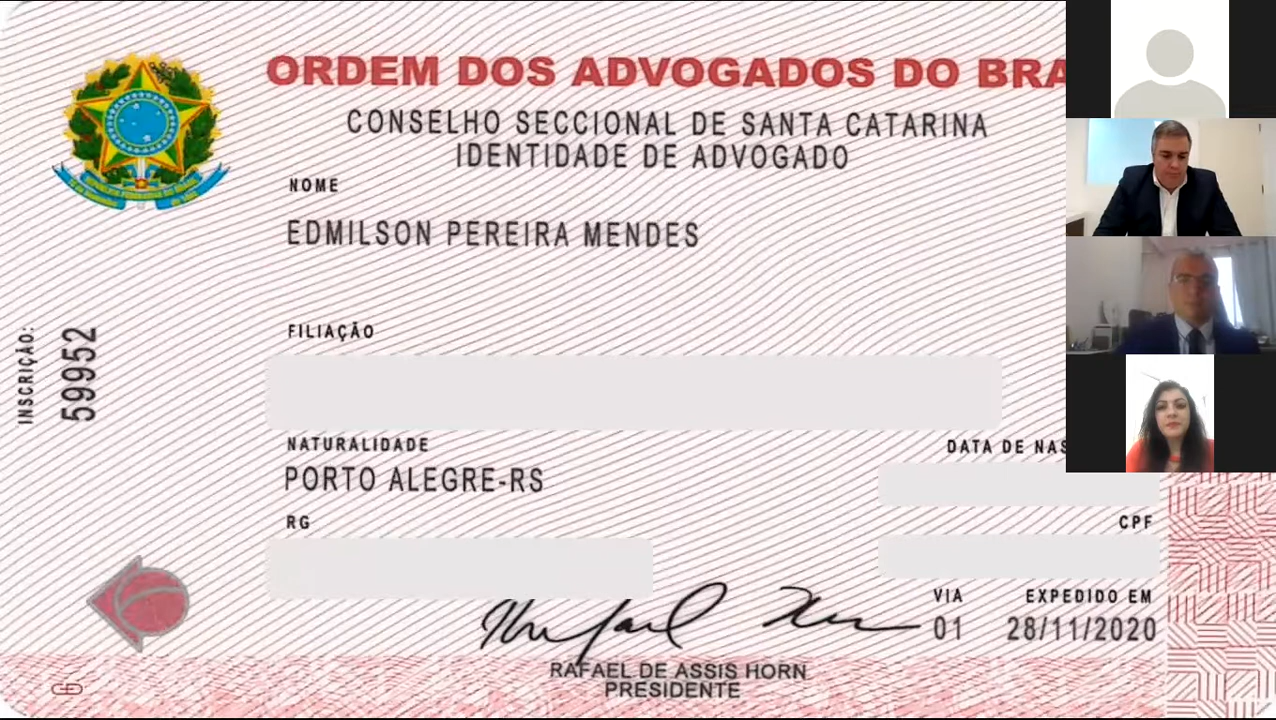 ORDEM DOS ADVOGADOS DO BRA
CONSELHO SECCIONAL DE SANTA CATARINA
IDENTIDADE DE ADVOGADO
NOME
EDMILSON PEREIRA MENDES
FILIAÇÃO
INSCRIÇÃO:
59952
NATURALIDADE
DATA DE NAS
PORTO ALEGRE-RS
RG
CPF
VIA
EXPEDIDO EM
01
28/11/2020
RAFAEL DE ASSIS HORN
PRESIDENTE